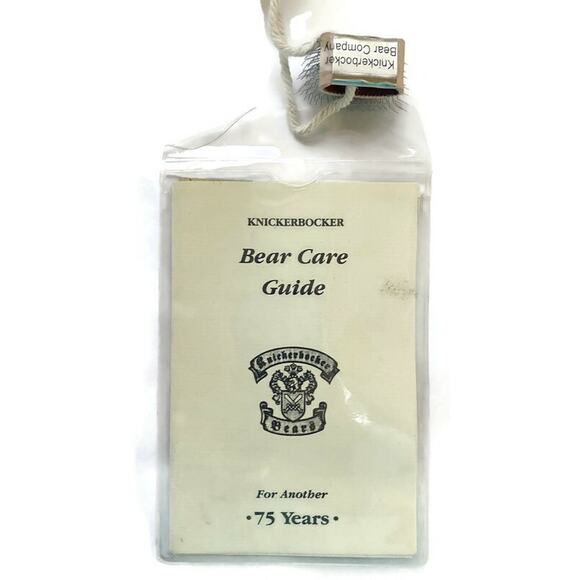 Knickerbocker
Bear Company
KNICKERBOCKER
Bear Care
Guide
Knickerbocker
Bears
For Another
• 75 Years •